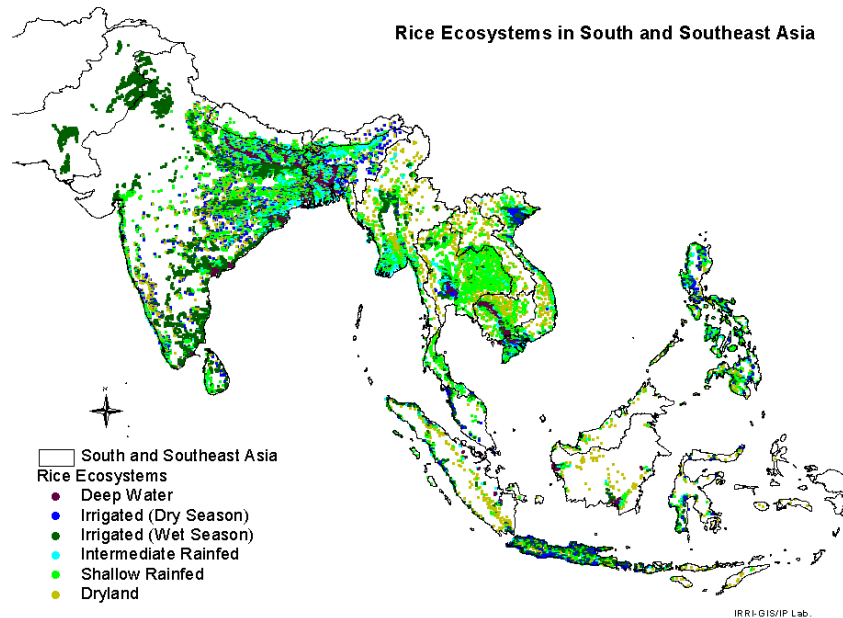 Rice Ecosystems in South and Southeast Asia
N
South and Southeast Asia
Rice Ecosystems
Deep Water
Irrigated (Dry Season)
Irrigated (Wet Season)
Intermediate Rainfed
Shallow Rainfed
Dryland
IRRI-GIS/IP Lab.